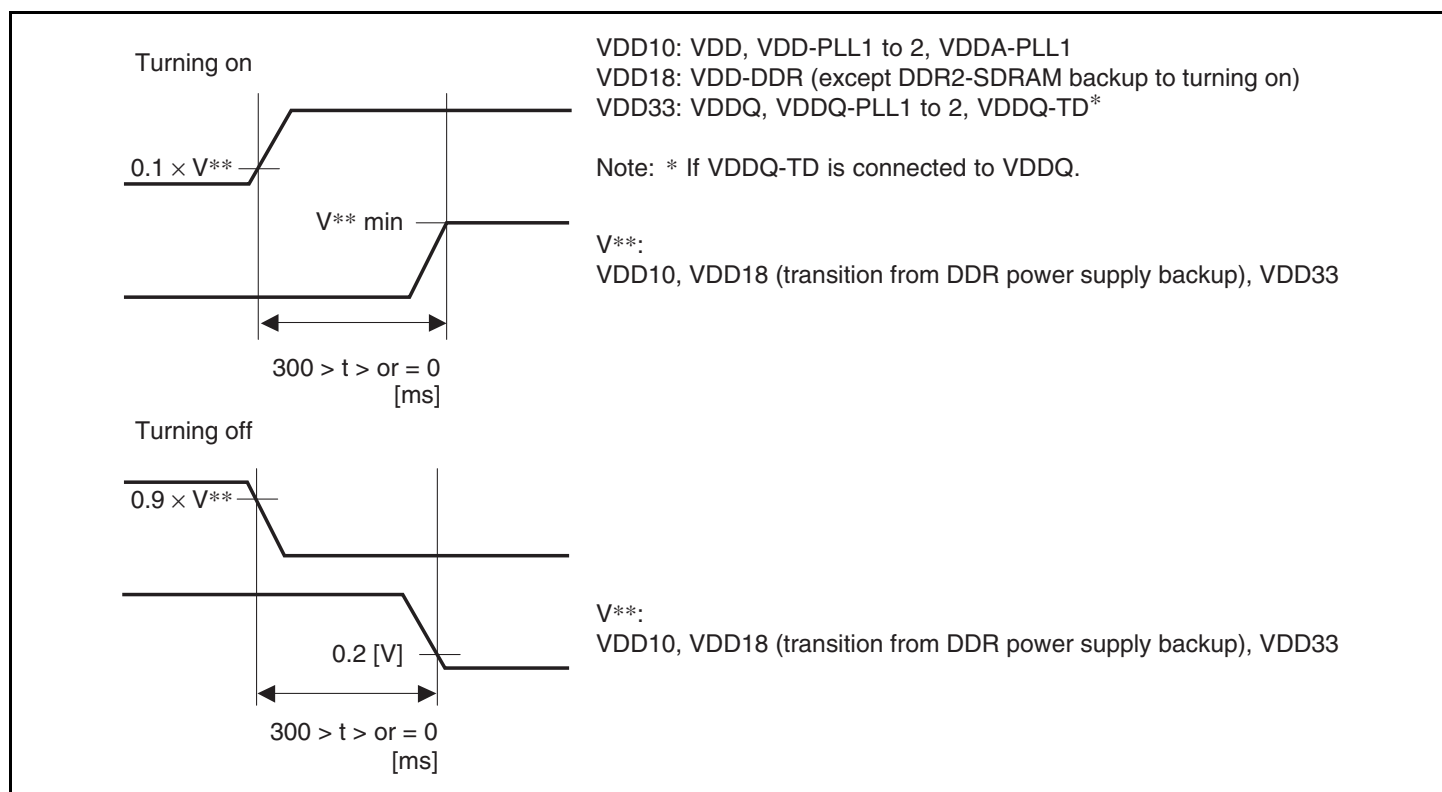 Turning on
VDD10: VDD, VDD-PLL1 to 2, VDDA-PLL1
VDD18: VDD-DDR (except DDR2-SDRAM backup to turning on)
VDD33: VDDQ, VDDQ-PLL1 to 2, VDDQ-TD*
0.1 × V**
Note: * If VDDQ-TD is connected to VDDQ.
V** min
V**:
VDD10, VDD18 (transition from DDR power supply backup), VDD33
300 > t > or = 0
[ms]
Turning off
0.9 × V**
V**:
VDD10, VDD18 (transition from DDR power supply backup), VDD33
0.2 [V]
300 > t > or = 0
[ms]